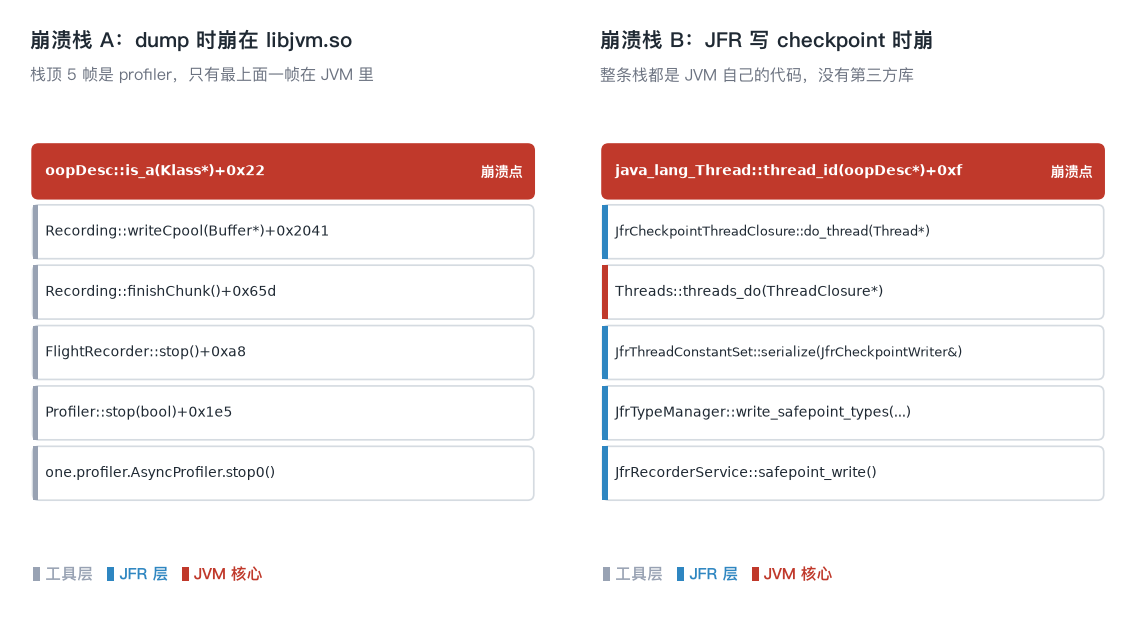 崩溃栈 A：dump 时崩在 libjvm.so
栈顶 5 帧是 profiler，只有最上面一帧在 JVM 里
oopDesc::is_a(Klass*)+0x22
崩溃点
Recording::writeCpool(Buffer*)+0x2041
Recording::finishChunk()+0x65d
FlightRecorder::stop()+0xa8
Profiler::stop(bool)+0x1e5
one.profiler.AsyncProfiler.stop0()
工具层 JFR 层 JVM 核心
崩溃栈 B：JFR 写 checkpoint 时崩
整条栈都是 JVM 自己的代码，没有第三方库
java_lang_Thread::thread_id(oopDesc*)+0xf
崩溃点
JfrCheckpointThreadClosure::do_thread(Thread*)
Threads::threads_do(ThreadClosure*)
JfrThreadConstantSet::serialize(JfrCheckpointWriter&)
JfrTypeManager::write_safepoint_types(...)
JfrRecorderService::safepoint_write()
工具层 JFR 层 JVM 核心